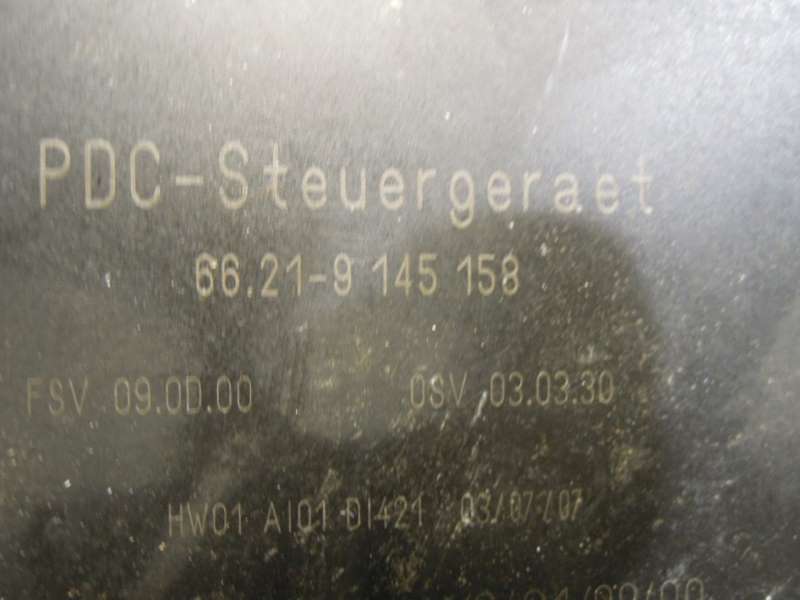 PDC-Steuergeraet
66.21-9 145 158
FSV 09.0D.00 OSV 03.03.30
HW01 AI01 DI421 03/07/07